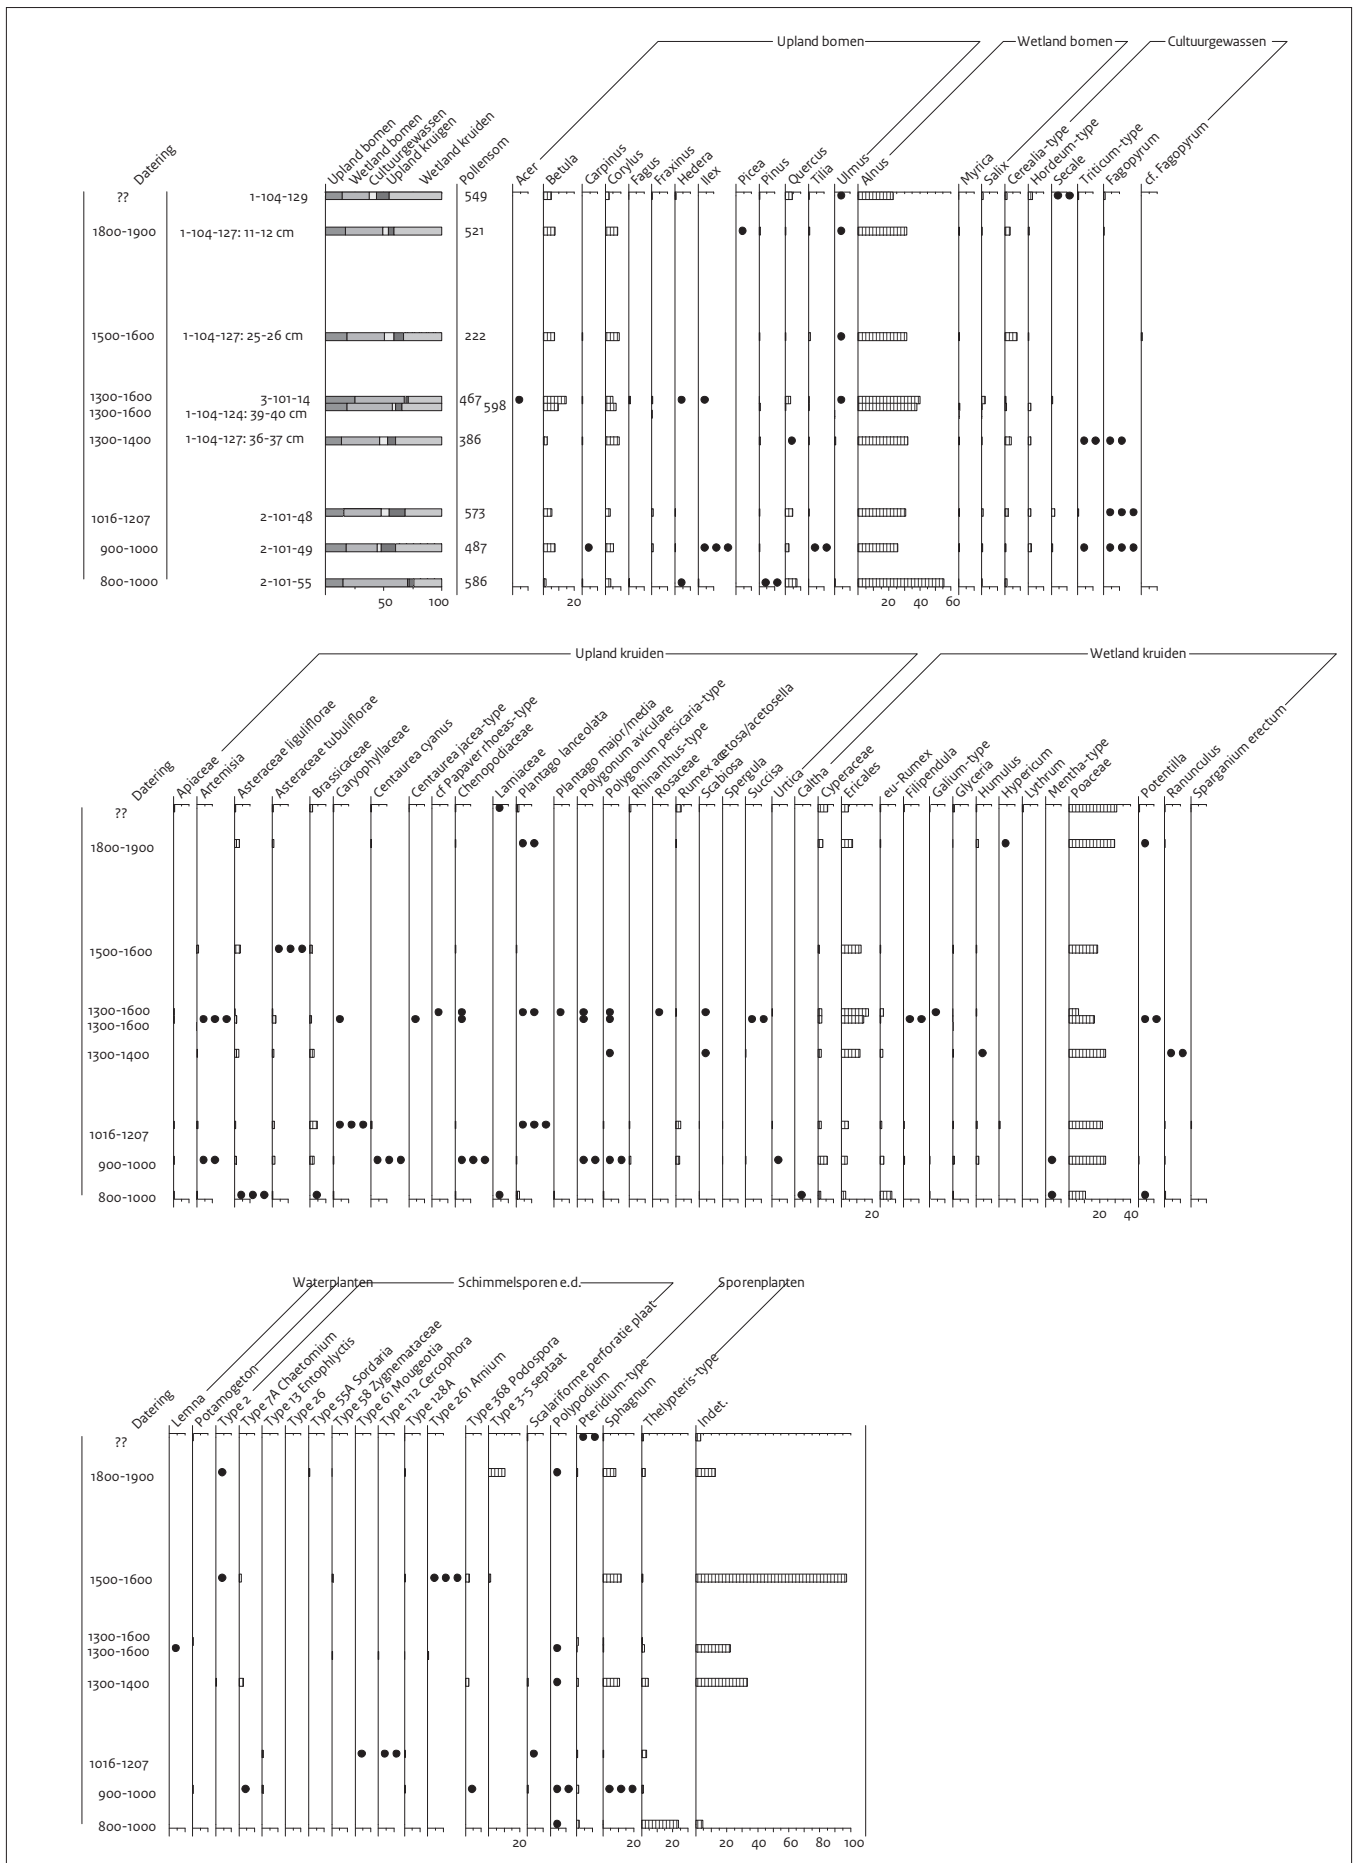 Upland bomen Wetland bomen Cultuurgewassen
Datering Upland bomen Wetland bomen Cultuurgewassen Upland kruigen Wetland kruiden Pollensom Acer Betula Carpinus Corylus Fagus Fraxinus Hedera Ilex Picea Pinus Quercus Tilia Ulmus Alnus Myrica Salix Cerealia-type Hordeum-type Secale Triticum-type Fagopyrum cf. Fagopyrum
?? 1-104-129 549
1800-1900 1-104-127: 11-12 cm 521
1500-1600 1-104-127: 25-26 cm 222
1300-1600 3-101-14 467
1300-1600 1-104-124: 39-40 cm 598
1300-1400 1-104-127: 36-37 cm 386
1016-1207 2-101-48 573
900-1000 2-101-49 487
800-1000 2-101-55 586
50 100 20 20 40 60
Upland kruiden Wetland kruiden
Datering Apiaceae Artemisia Asteraceae liguliflorae Asteraceae tubuliflorae Brassicaceae Caryophyllaceae Centaurea cyanus Centaurea jacea-type cf Papaver rhoeas-type Chenopodiaceae Lamiaceae Plantago lanceolata Plantago major/media Polygonum aviculare Polygonum persicaria-type Rhinanthus-type Rosaceae Rumex acetosa/acetosella Scabiosa Spergula Succisa Urtica Caltha Cyperaceae Ericales eu-Rumex Filipendula Galium-type Glyceria Humulus Hypericum Lythrum Mentha-type Poaceae Potentilla Ranunculus Sparganium erectum
??
1800-1900
1500-1600
1300-1600
1300-1600
1300-1400
1016-1207
900-1000
800-1000
20 20 40
Waterplanten Schimmelsporen e.d. Sporenplanten
Datering Lemna Potamogeton Type 2 Type 7A Chaetomium Type 13 Entophlyctis Type 26 Type 55A Sordaria Type 58 Zygnemataceae Type 61 Mougeotia Type 112 Cercophora Type 128A Type 261 Arnium Type 368 Podospora Type 3-5 septaat Scalariforme perforatie plaat Polypodium Pteridium-type Sphagnum Thelypteris-type Indet.
??
1800-1900
1500-1600
1300-1600
1300-1600
1300-1400
1016-1207
900-1000
800-1000
20 20 20 20 40 60 80 100